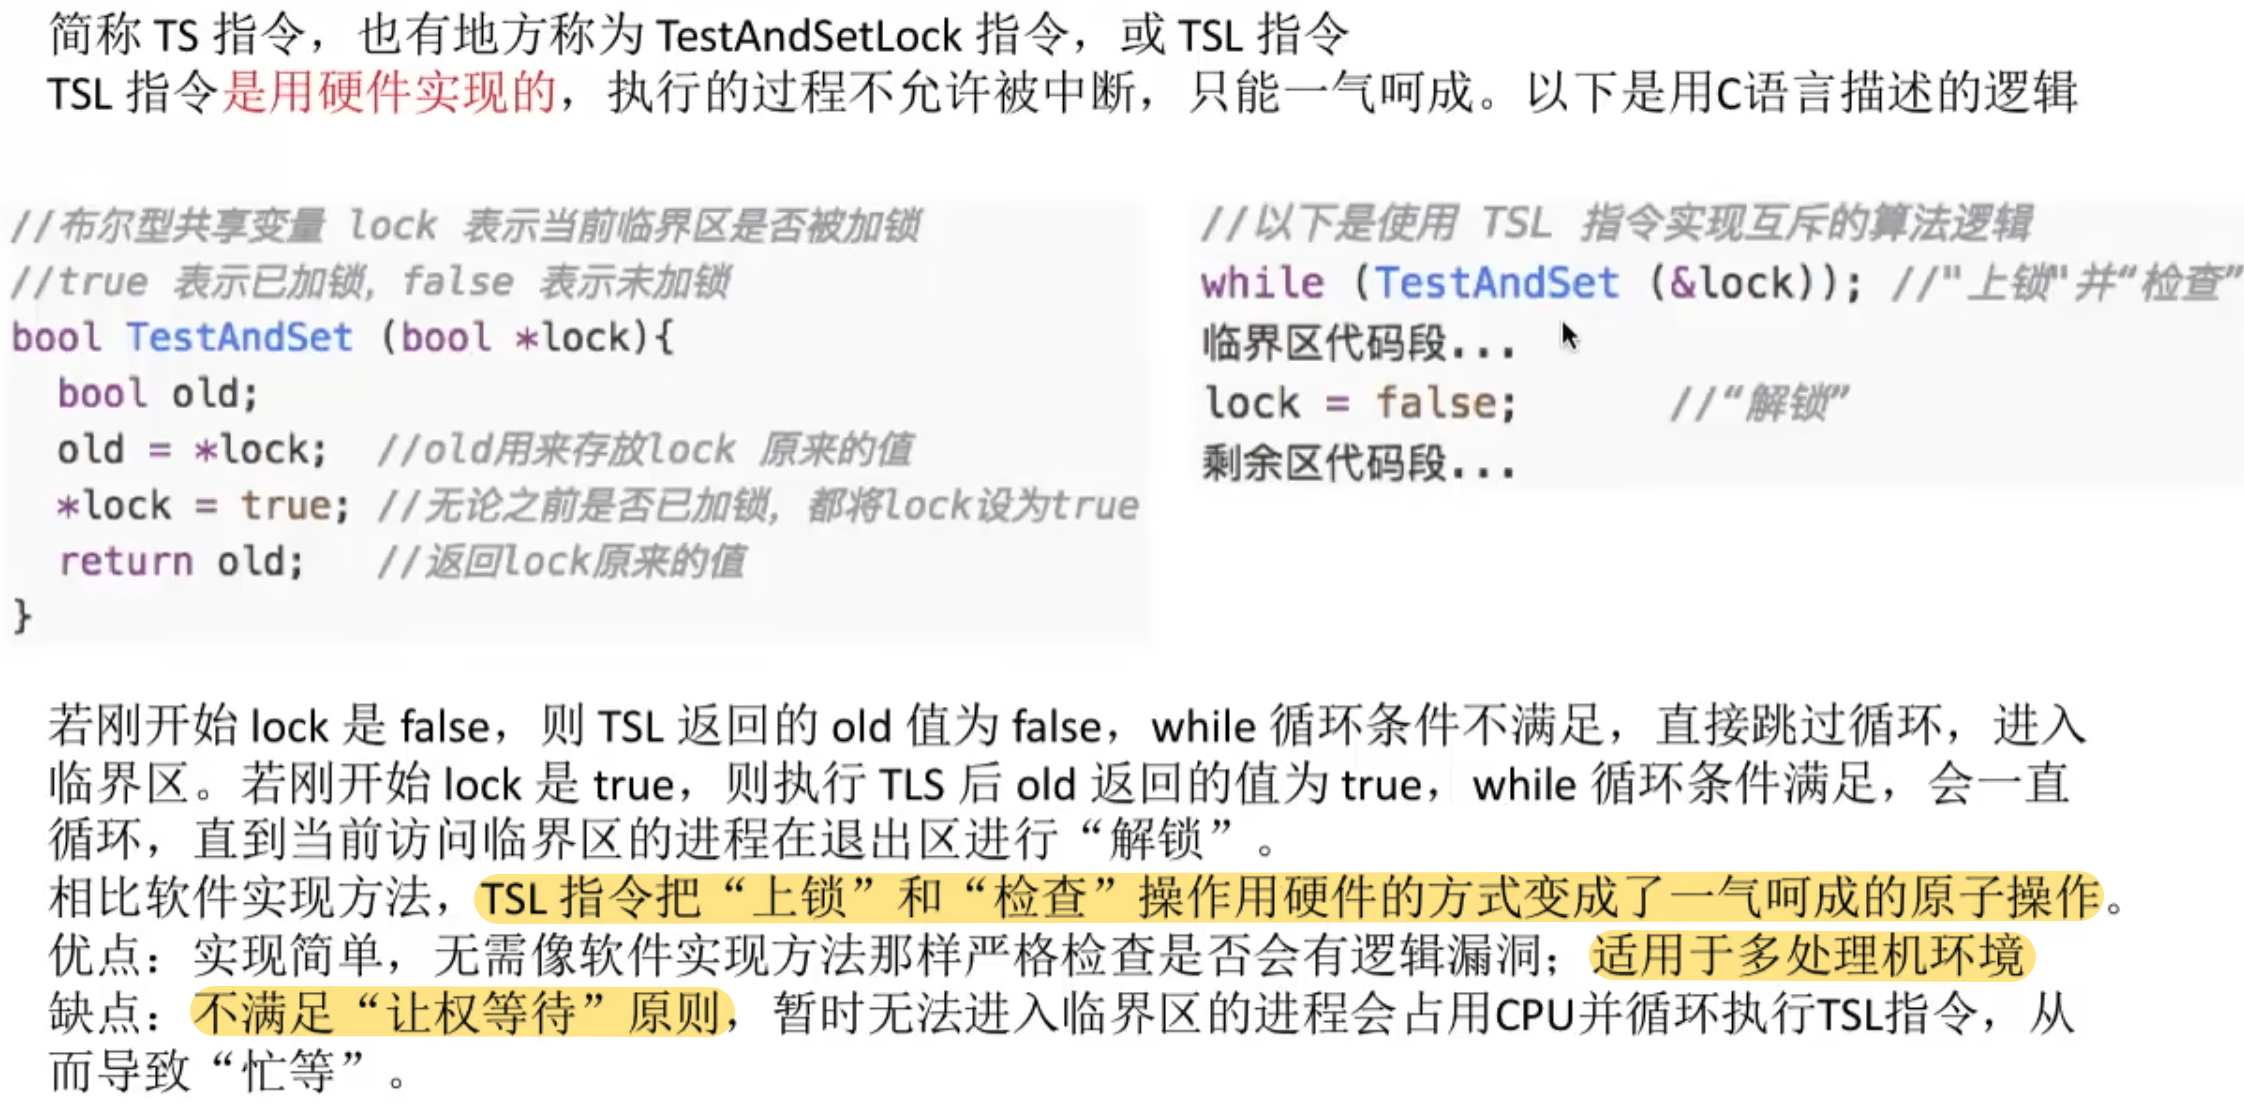 简称 TS 指令，也有地方称为 TestAndSetLock 指令，或 TSL 指令
TSL 指令是用硬件实现的，执行的过程不允许被中断，只能一气呵成。以下是用C语言描述的逻辑
//布尔型共享变量 lock 表示当前临界区是否被加锁
//true 表示已加锁，false 表示未加锁
bool TestAndSet (bool *lock){
bool old;
old = *lock; //old用来存放lock 原来的值
*lock = true; //无论之前是否已加锁，都将lock设为true
return old; //返回lock原来的值
}
//以下是使用 TSL 指令实现互斥的算法逻辑
while (TestAndSet (&lock)); //"上锁"并“检查”
临界区代码段...
lock = false; //“解锁”
剩余区代码段...
若刚开始 lock 是 false，则 TSL 返回的 old 值为 false，while 循环条件不满足，直接跳过循环，进入
临界区。若刚开始 lock 是 true，则执行 TLS 后 old 返回的值为 true，while 循环条件满足，会一直
循环，直到当前访问临界区的进程在退出区进行“解锁”。
相比软件实现方法，TSL 指令把“上锁”和“检查”操作用硬件的方式变成了一气呵成的原子操作。
优点：实现简单，无需像软件实现方法那样严格检查是否会有逻辑漏洞；适用于多处理机环境
缺点：不满足“让权等待”原则，暂时无法进入临界区的进程会占用CPU并循环执行TSL指令，从
而导致“忙等”。